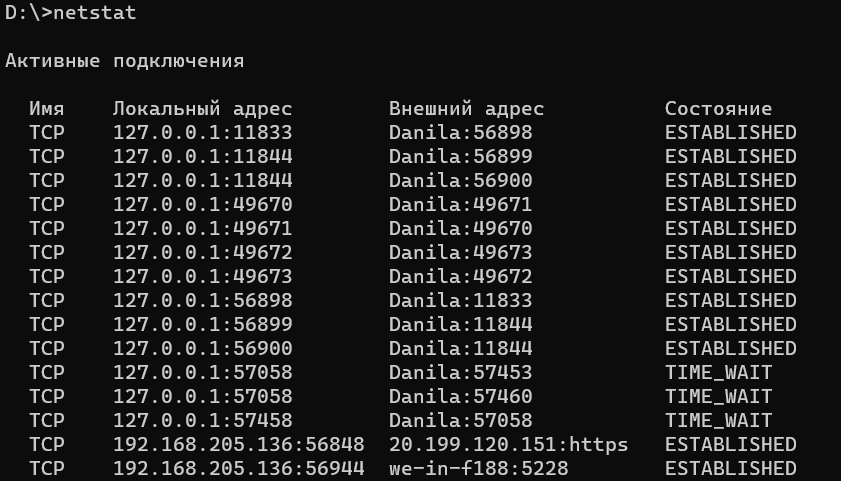 D:\>netstat
Активные подключения
Имя Локальный адрес Внешний адрес Состояние
TCP 127.0.0.1:11833 Danila:56898 ESTABLISHED
TCP 127.0.0.1:11844 Danila:56899 ESTABLISHED
TCP 127.0.0.1:11844 Danila:56900 ESTABLISHED
TCP 127.0.0.1:49670 Danila:49671 ESTABLISHED
TCP 127.0.0.1:49671 Danila:49670 ESTABLISHED
TCP 127.0.0.1:49672 Danila:49673 ESTABLISHED
TCP 127.0.0.1:49673 Danila:49672 ESTABLISHED
TCP 127.0.0.1:56898 Danila:11833 ESTABLISHED
TCP 127.0.0.1:56899 Danila:11844 ESTABLISHED
TCP 127.0.0.1:56900 Danila:11844 ESTABLISHED
TCP 127.0.0.1:57058 Danila:57453 TIME_WAIT
TCP 127.0.0.1:57058 Danila:57460 TIME_WAIT
TCP 127.0.0.1:57458 Danila:57058 TIME_WAIT
TCP 192.168.205.136:56848 20.199.120.151:https ESTABLISHED
TCP 192.168.205.136:56944 we-in-f188:5228 ESTABLISHED